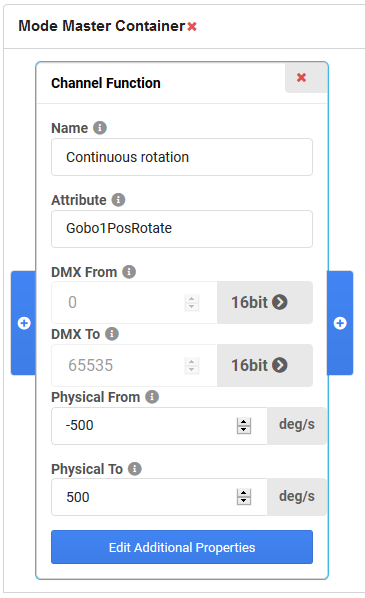 Mode Master Container
Channel Function
Name
Continuous rotation
Attribute
Gobo1PosRotate
DMX From
0 16bit
DMX To
65535 16bit
Physical From
-500 deg/s
Physical To
500 deg/s
Edit Additional Properties